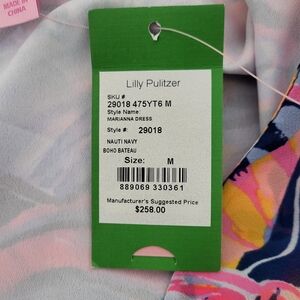 MADE IN
CHINA
Lilly Pulitzer
SKU #
29018 475YT6 M
Style Name:
MARIANNA DRESS
Style #: 29018
NAUTI NAVY
BOHO BATEAU
Size: M
889069 330361
Manufacturer's Suggested Price
$258.00